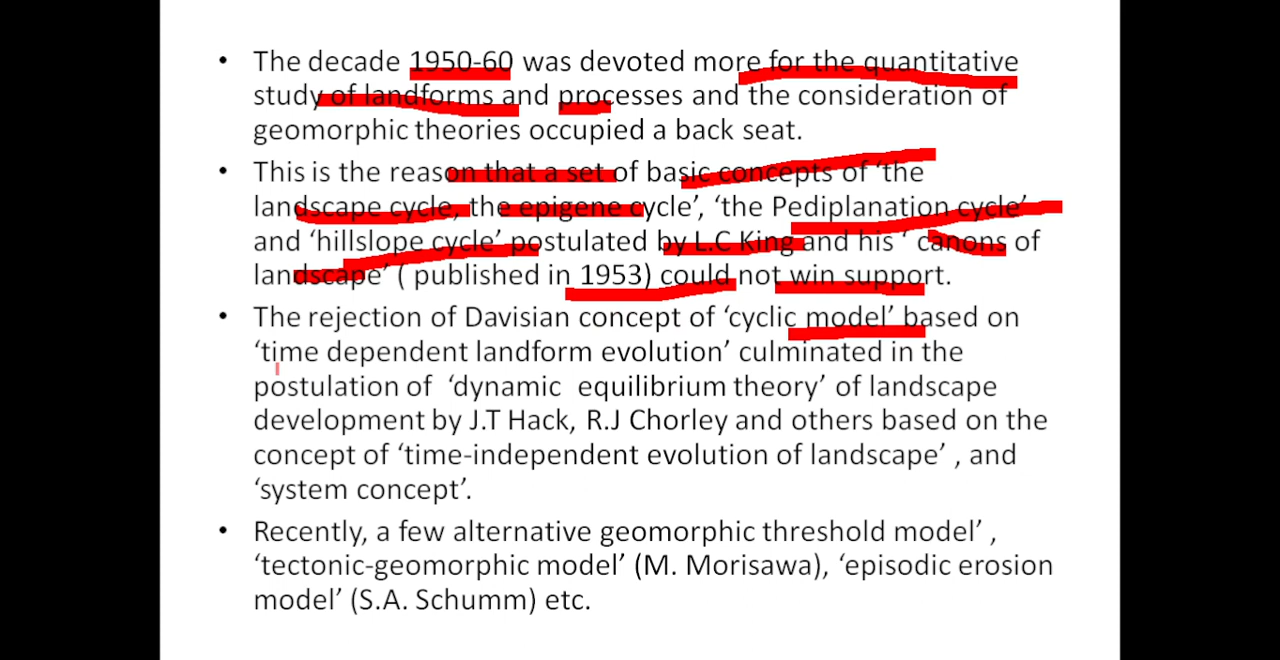 • The decade 1950-60 was devoted more for the quantitative
study of landforms and processes and the consideration of
geomorphic theories occupied a back seat.
• This is the reason that a set of basic concepts of ‘the
landscape cycle, the epigene cycle’, ‘the Pediplanation cycle’
and ‘hillslope cycle’ postulated by L.C King and his ‘ canons of
landscape’ ( published in 1953) could not win support.
• The rejection of Davisian concept of ‘cyclic model’ based on
‘time dependent landform evolution’ culminated in the
postulation of ‘dynamic equilibrium theory’ of landscape
development by J.T Hack, R.J Chorley and others based on the
concept of ‘time-independent evolution of landscape’ , and
‘system concept’.
• Recently, a few alternative geomorphic threshold model’ ,
‘tectonic-geomorphic model’ (M. Morisawa), ‘episodic erosion
model’ (S.A. Schumm) etc.